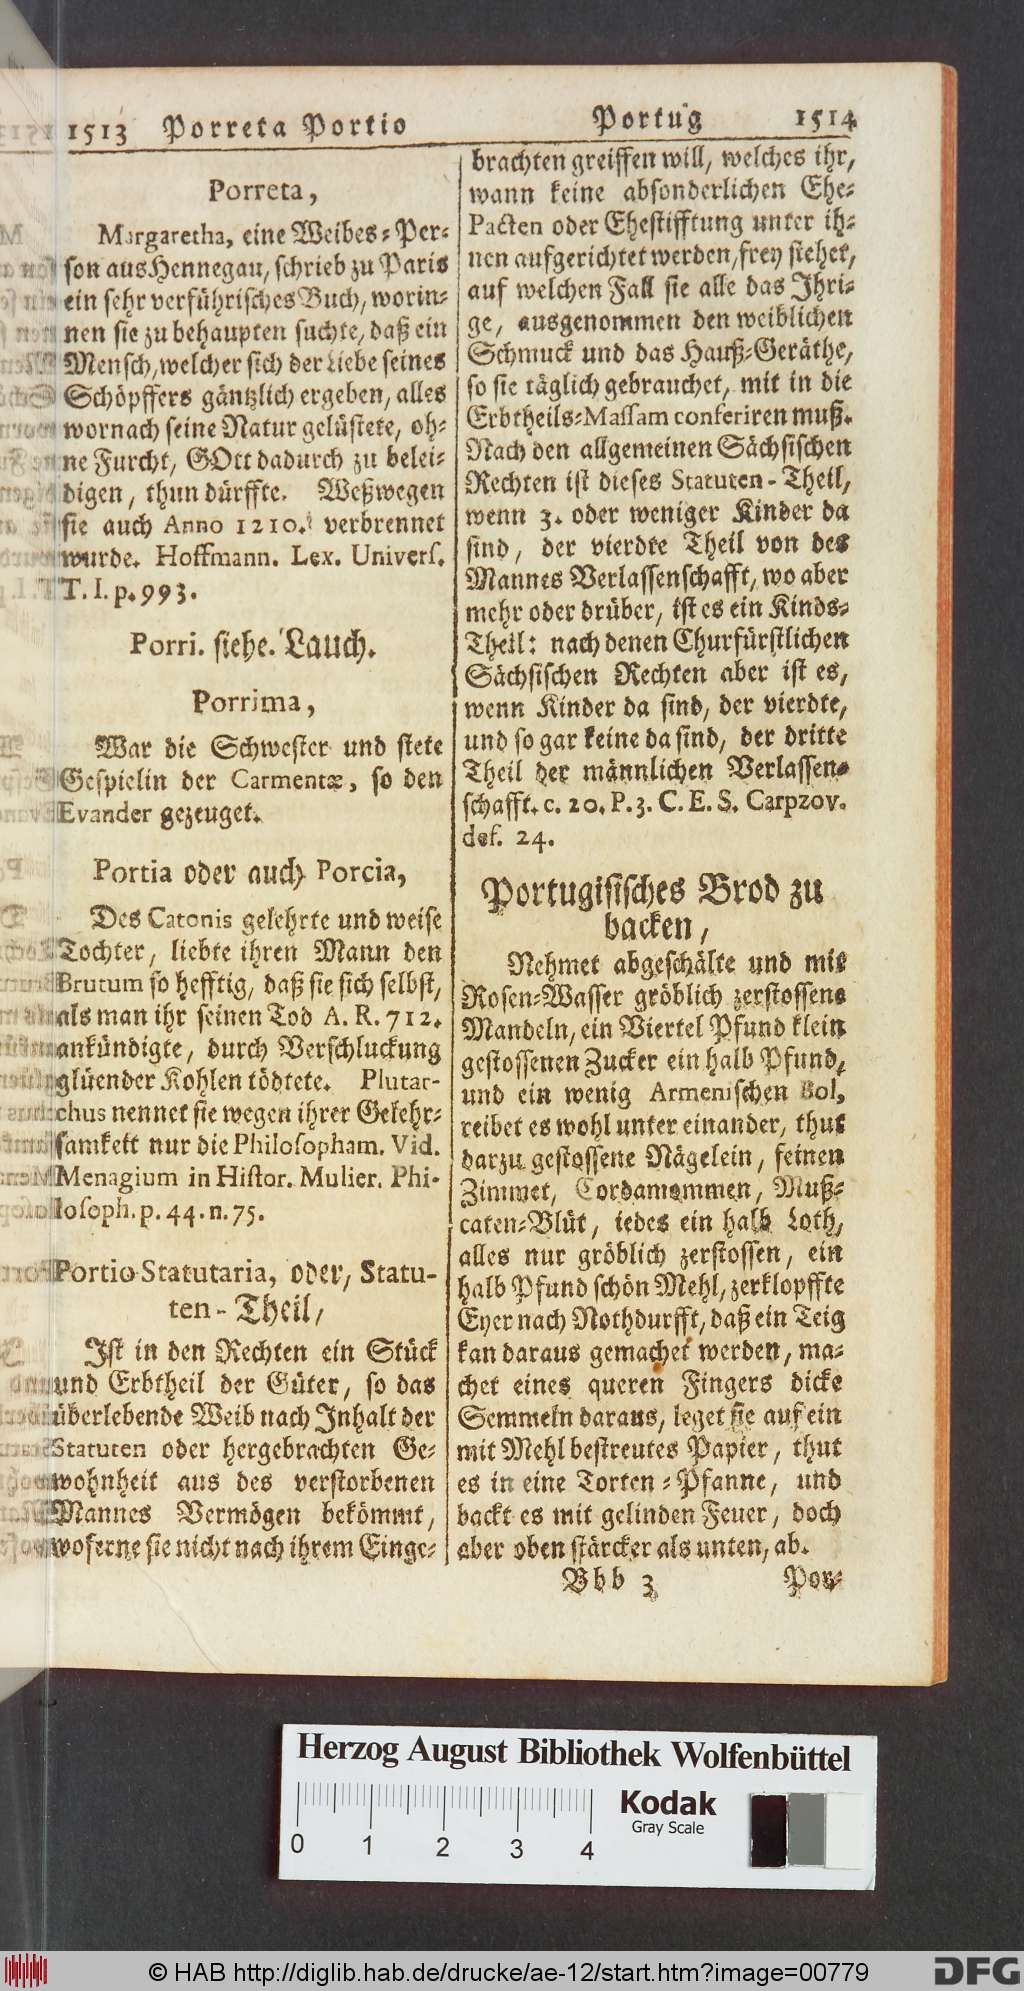 1513 Porreta Portio
Porreta,
Margaretha, eine Weibes-Per-
son aus Hennegau, schrieb zu Paris
ein sehr verführisches Buch, worin-
nen sie zu behaupten suchte, daß ein
Mensch, welcher sich der Liebe seines
Schöpffers gäntzlich ergeben, alles
wornach seine Natur gelüstete, oh-
ne Furcht, GOtt dadurch zu belei-
digen, thun dürffte. Weßwegen
sie auch Anno 1210. verbrennet
wurde. Hoffmann. Lex. Univers.
T. I. p. 993.
Porri. siehe. Lauch.
Porrima,
War die Schwester und stete
Gespielin der Carmentæ, so den
Evander gezeuget.
Portia oder auch Porcia,
Des Catonis gelehrte und weise
Tochter, liebte ihren Mann den
Brutum so hefftig, daß sie sich selbst,
als man ihr seinen Tod A. R. 712.
ankündigte, durch Verschluckung
glüender Kohlen tödtete. Plutar-
chus nennet sie wegen ihrer Gelehr-
samkeit nur die Philosopham. Vid.
Menagium in Histor. Mulier. Phi-
losoph. p. 44. n. 75.
Portio Statutaria, oder, Statu-
ten-Theil,
Ist in den Rechten ein Stück
und Erbtheil der Güter, so das
überlebende Weib nach Inhalt der
Statuten oder hergebrachten Ge-
wohnheit aus des verstorbenen
Mannes Vermögen bekömmt,
woferne sie nicht nach ihrem Einge-
Portug 1514
brachten greiffen will, welches ihr,
wann keine absonderlichen Ehe-
Pacten oder Ehestifftung unter ih-
nen aufgerichtet werden, frey stehet,
auf welchen Fall sie alle das Ihri-
ge, ausgenommen den weiblichen
Schmuck und das Hauß-Geräthe,
so sie täglich gebrauchet, mit in die
Erbtheils-Massam conferiren muß.
Nach den allgemeinen Sächsischen
Rechten ist dieses Statuten-Theil,
wenn 3. oder weniger Kinder da
sind, der vierdte Theil von des
Mannes Verlassenschafft, wo aber
mehr oder drüber, ist es ein Kinds-
Theil: nach denen Churfürstlichen
Sächsischen Rechten aber ist es,
wenn Kinder da sind, der vierdte,
und so gar keine da sind, der dritte
Theil der männlichen Verlassen-
schafft. c. 20. P. 3. C. E. S. Carpzov.
def. 24.
Portugisisches Brod zu
backen,
Nehmet abgeschälte und mit
Rosen-Wasser gröblich zerstossene
Mandeln, ein Viertel Pfund klein
gestossenen Zucker ein halb Pfund,
und ein wenig Armenischen Bol,
reibet es wohl unter einander, thut
darzu gestossene Nägelein, feinen
Zimmet, Cordamommen, Muß-
caten-Blüt, iedes ein halb Loth,
alles nur gröblich zerstossen, ein
halb Pfund schön Mehl, zerklopffte
Eyer nach Nothdurfft, daß ein Teig
kan daraus gemachet werden, ma-
chet eines queren Fingers dicke
Semmeln daraus, leget sie auf ein
mit Mehl bestreutes Papier, thut
es in eine Torten-Pfanne, und
backt es mit gelinden Feuer, doch
aber oben stärcker als unten, ab.
Bbb 3 Por-
Herzog August Bibliothek Wolfenbüttel
Kodak
Gray Scale
0 1 2 3 4
© HAB http://diglib.hab.de/drucke/ae-12/start.htm?image=00779
DFG